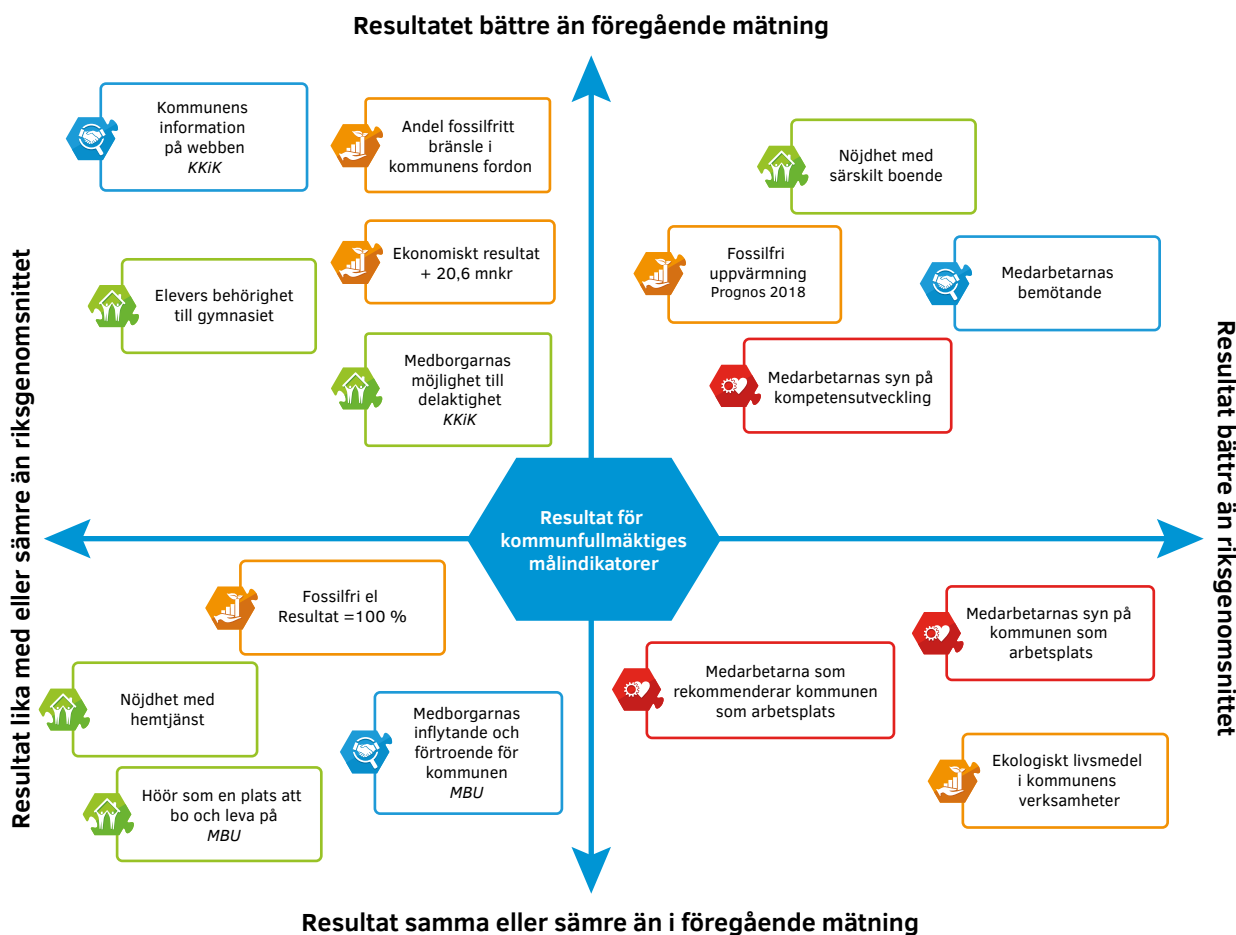 Resultatet bättre än föregående mätning
Kommunens
information
på webben
KKiK
Andel fossilfritt
bränsle i
kommunens fordon
Nöjdhet med
särskilt boende
Ekonomiskt resultat
+ 20,6 mnkr
Fossilfri
uppvärmning
Prognos 2018
Medarbetarnas
bemötande
Elevers behörighet
till gymnasiet
Medborgarnas
möjlighet till
delaktighet
KKiK
Medarbetarnas syn på
kompetensutveckling
Resultat lika med eller sämre än riksgenomsnittet
Resultat bättre än riksgenomsnittet
Resultat för
kommunfullmäktiges
målindikatorer
Fossilfri el
Resultat =100 %
Medarbetarnas syn på
kommunen som
arbetsplats
Medarbetarna som
rekommenderar kommunen
som arbetsplats
Nöjdhet med
hemtjänst
Medborgarnas
inflytande och
förtroende för
kommunen
MBU
Ekologiskt livsmedel
i kommunens
verksamheter
Höör som en plats att
bo och leva på
MBU
Resultat samma eller sämre än i föregående mätning